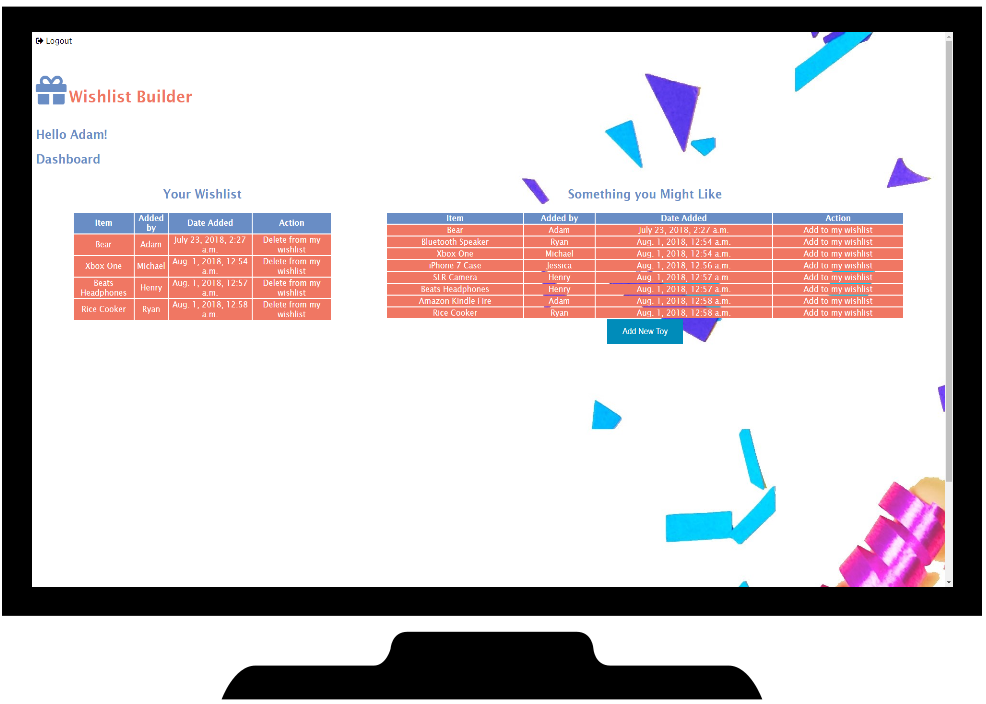 Logout
Wishlist Builder
Hello Adam!
Dashboard
Your Wishlist
Item Added by Date Added Action
Bear Adam July 23, 2018, 2:27 a.m. Delete from my wishlist
Xbox One Michael Aug. 1, 2018, 12:54 a.m. Delete from my wishlist
Beats Headphones Henry Aug. 1, 2018, 12:57 a.m. Delete from my wishlist
Rice Cooker Ryan Aug. 1, 2018, 12:58 a.m Delete from my wishlist
Something you Might Like
Item Added by Date Added Action
Bear Adam July 23, 2018, 2:27 a.m. Add to my wishlist
Bluetooth Speaker Ryan Aug. 1, 2018, 12:54 a.m. Add to my wishlist
Xbox One Michael Aug. 1, 2018, 12:54 a.m. Add to my wishlist
iPhone 7 Case Jessica Aug. 1, 2018, 12:56 a.m. Add to my wishlist
SLR Camera Henry Aug. 1, 2018, 12:57 a.m. Add to my wishlist
Beats Headphones Henry Aug. 1, 2018, 12:57 a.m. Add to my wishlist
Amazon Kindle Fire Adam Aug. 1, 2018, 12:58 a.m. Add to my wishlist
Rice Cooker Ryan Aug. 1, 2018, 12:58 a.m. Add to my wishlist
Add New Toy